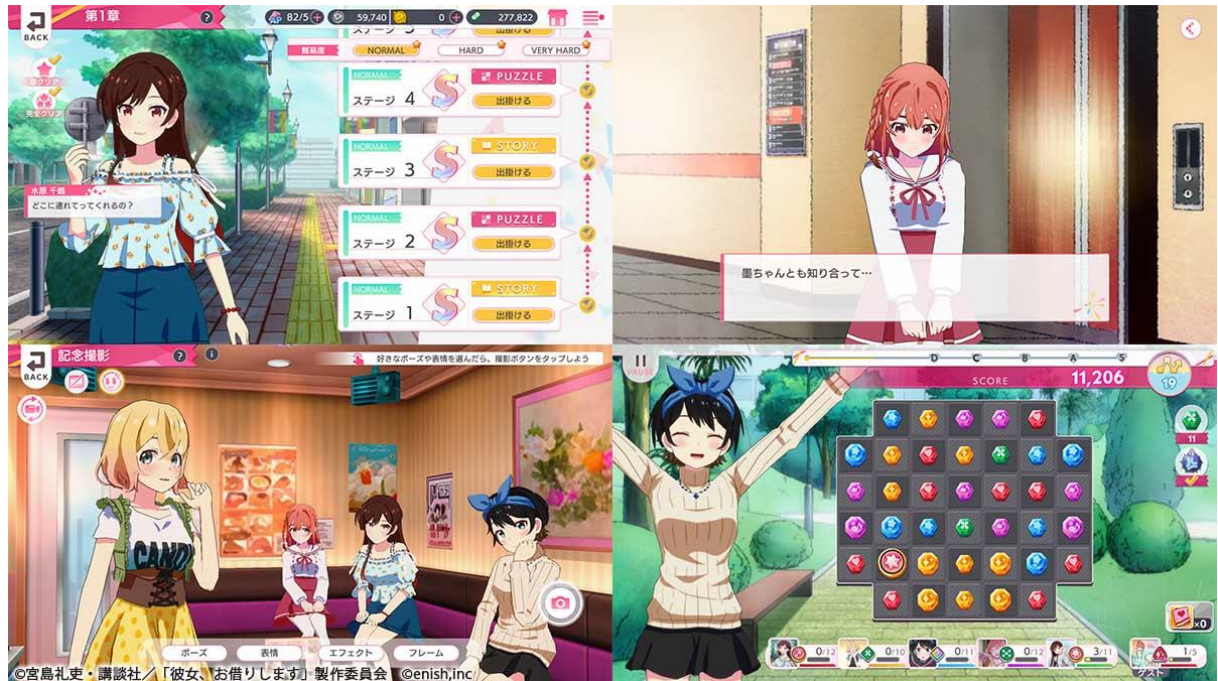 BACK
第1章
?
AP 82/5
59,740
0
277,822
難易度
NORMAL
HARD
VERY HARD
完全クリア
水原 千鶴
どこに連れてってくれるの？
NORMAL
ステージ 4
S
PUZZLE
出掛ける
NORMAL
ステージ 3
S
STORY
出掛ける
NORMAL
ステージ 2
S
PUZZLE
出掛ける
NORMAL
ステージ 1
S
STORY
出掛ける
墨ちゃんとも知り合って…
BACK
記念撮影
?
i
好きなポーズや表情を選んだら、撮影ボタンをタップしよう
CANDY
ポーズ
表情
エフェクト
フレーム
PAUSE
D C B A S
SCORE 11,206
19
11
×0
0/12
0/10
0/11
0/12
3/11
1/5
ゲスト
©宮島礼吏・講談社／「彼女、お借りします」製作委員会 ©enish,inc